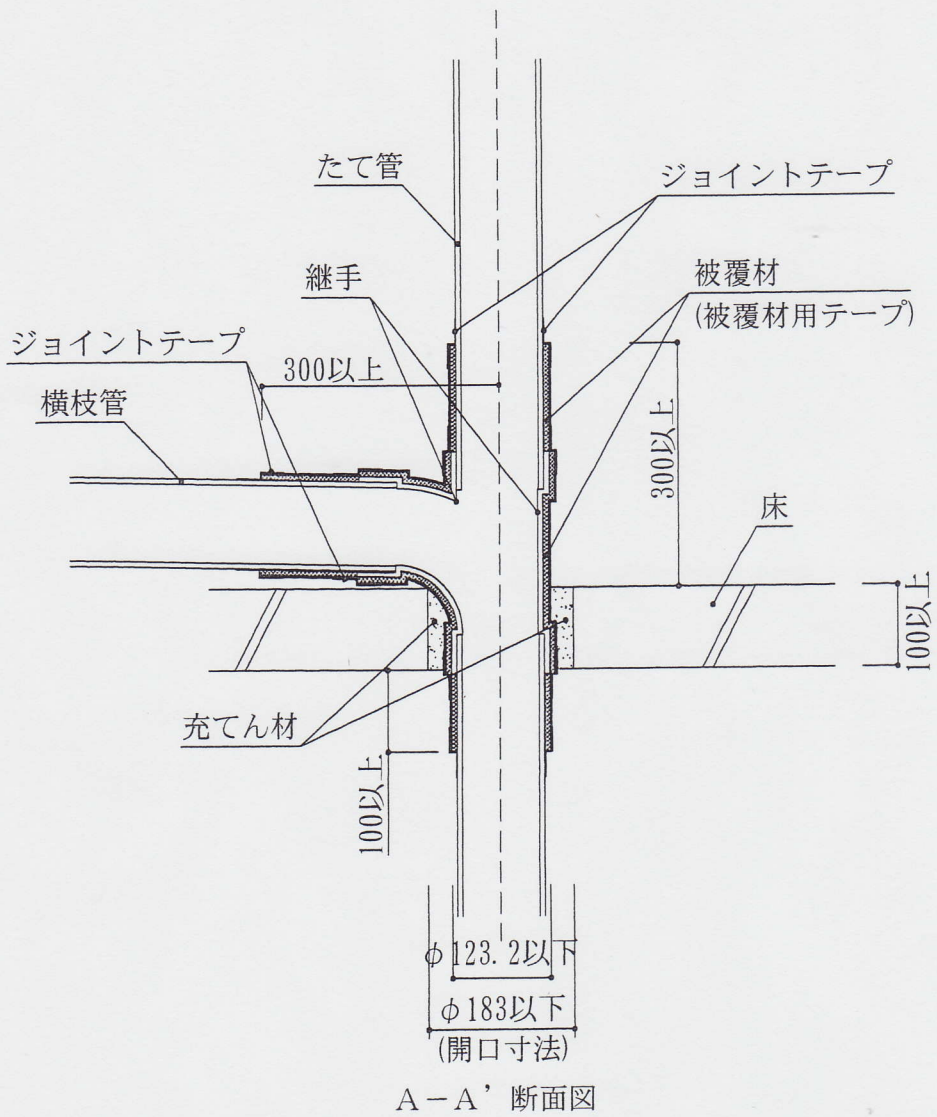 たて管
ジョイントテープ
継手
被覆材
(被覆材用テープ)
ジョイントテープ
300以上
横枝管
300以上
床
100以上
充てん材
100以上
φ123.2以下
φ183以下
(開口寸法)
A-A’断面図